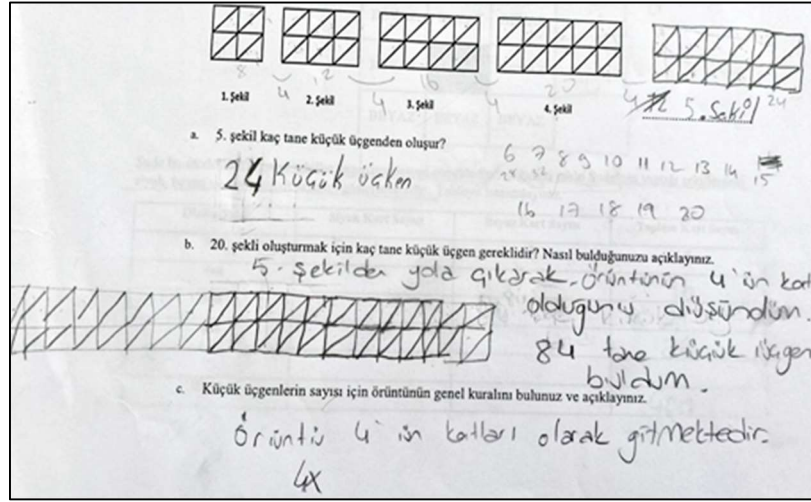 8 12 16 20
4 4 4 4 24
1. Şekil 2. Şekil 3. Şekil 4. Şekil 5. Şekil
a. 5. şekil kaç tane küçük üçgenden oluşur?
24 Küçük üçken
6 7 8 9 10 11 12 13 14 15
16 17 18 19 20
b. 20. şekli oluşturmak için kaç tane küçük üçgen gereklidir? Nasıl bulduğunuzu açıklayınız.
5. şekilden yola çıkarak. örüntünün 4'ün kat
olduğunu düşündüm.
84 tane küçük üçgen
buldum.
c. Küçük üçgenlerin sayısı için örüntünün genel kuralını bulunuz ve açıklayınız.
Örüntü 4'ün katları olarak gitmektedir.
4x